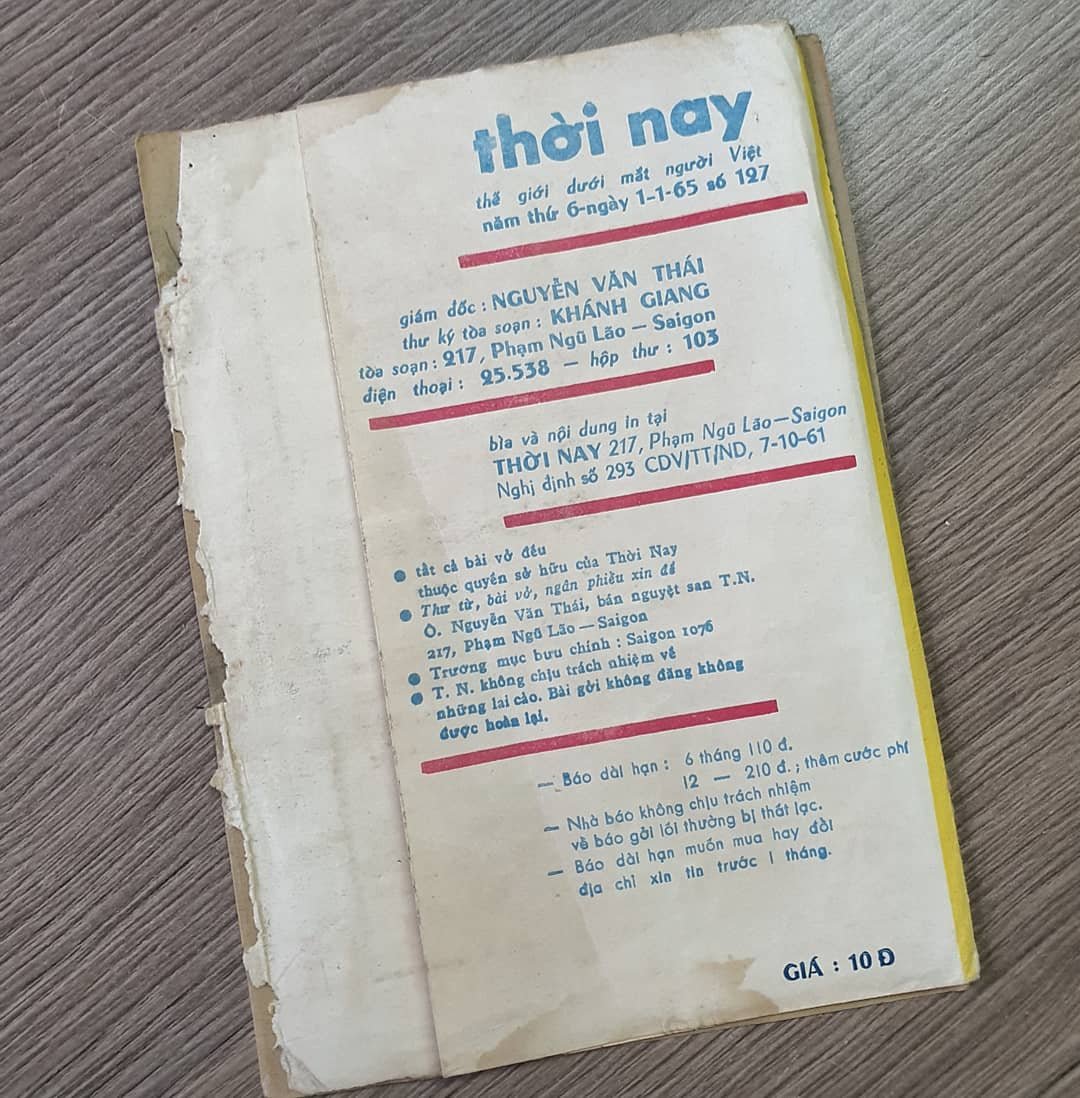 thời nay
thế giới dưới mắt người Việt
năm thứ 6-ngày 1-1-65 số 127
giám đốc : NGUYỄN VĂN THÁI
thư ký tòa soạn : KHÁNH GIANG
tòa soạn : 217, Phạm Ngũ Lão — Saigon
điện thoại : 25.538 — hộp thư : 103
bìa và nội dung in tại
THỜI NAY 217, Phạm Ngũ Lão—Saigon
Nghị định số 293 CDV/TT/ND, 7-10-61
● tất cả bài vở đều
thuộc quyền sở hữu của Thời Nay
● Thư từ, bài vở, ngân phiếu xin đề
Ô. Nguyễn Văn Thái, bán nguyệt san T.N.
217, Phạm Ngũ Lão — Saigon
● Trương mục bưu chính : Saigon 1076
● T. N. không chịu trách nhiệm về
những lai cảo. Bài gởi không đăng không
được hoàn lại.
— Báo dài hạn : 6 tháng 110 đ.
12 — 210 đ. ; thêm cước phí
— Nhà báo không chịu trách nhiệm
về báo gởi lối thường bị thất lạc.
— Báo dài hạn muốn mua hay đổi
địa chỉ xin tin trước 1 tháng.
GIÁ : 10 Đ